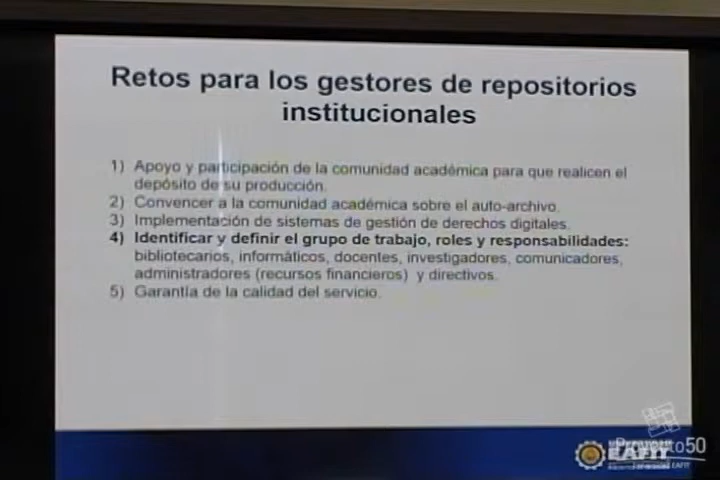 Retos para los gestores de repositorios
institucionales
1) Apoyo y participación de la comunidad académica para que realicen el
depósito de su producción.
2) Convencer a la comunidad académica sobre el auto-archivo.
3) Implementación de sistemas de gestión de derechos digitales.
4) Identificar y definir el grupo de trabajo, roles y responsabilidades:
bibliotecarios, informáticos, docentes, investigadores, comunicadores,
administradores (recursos financieros) y directivos.
5) Garantía de la calidad del servicio.
Proyecto50
EAFIT